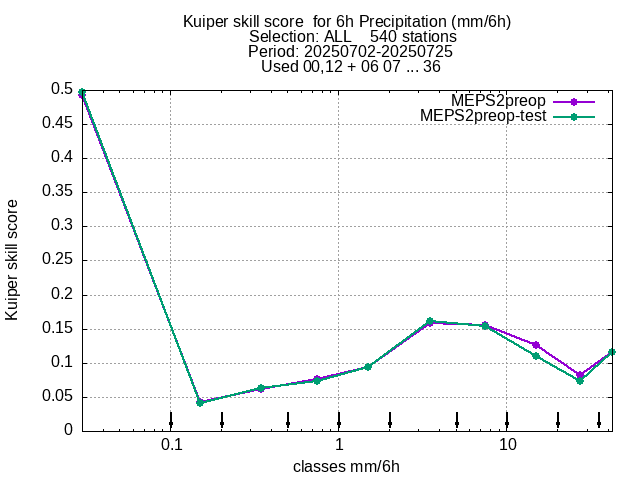 Kuiper skill score  for 6h Precipitation (mm/6h)
Selection: ALL    540 stations
Period: 20250702-20250725
Used 00,12 + 06 07 ... 36
MEPS2preop
MEPS2preop-test
0.5
0.45
0.4
0.35
0.3
0.25
0.2
0.15
0.1
0.05
0
Kuiper skill score
0.1 1 10
classes mm/6h